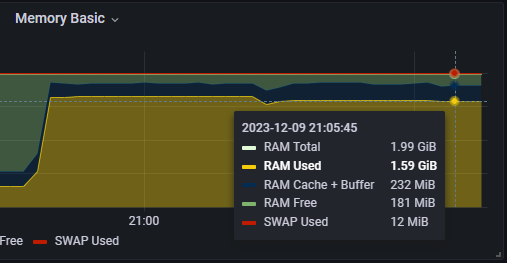 Memory Basic
2023-12-09 21:05:45
RAM Total 1.99 GiB
RAM Used 1.59 GiB
RAM Cache + Buffer 232 MiB
RAM Free 181 MiB
SWAP Used 12 MiB
21:00
Free SWAP Used